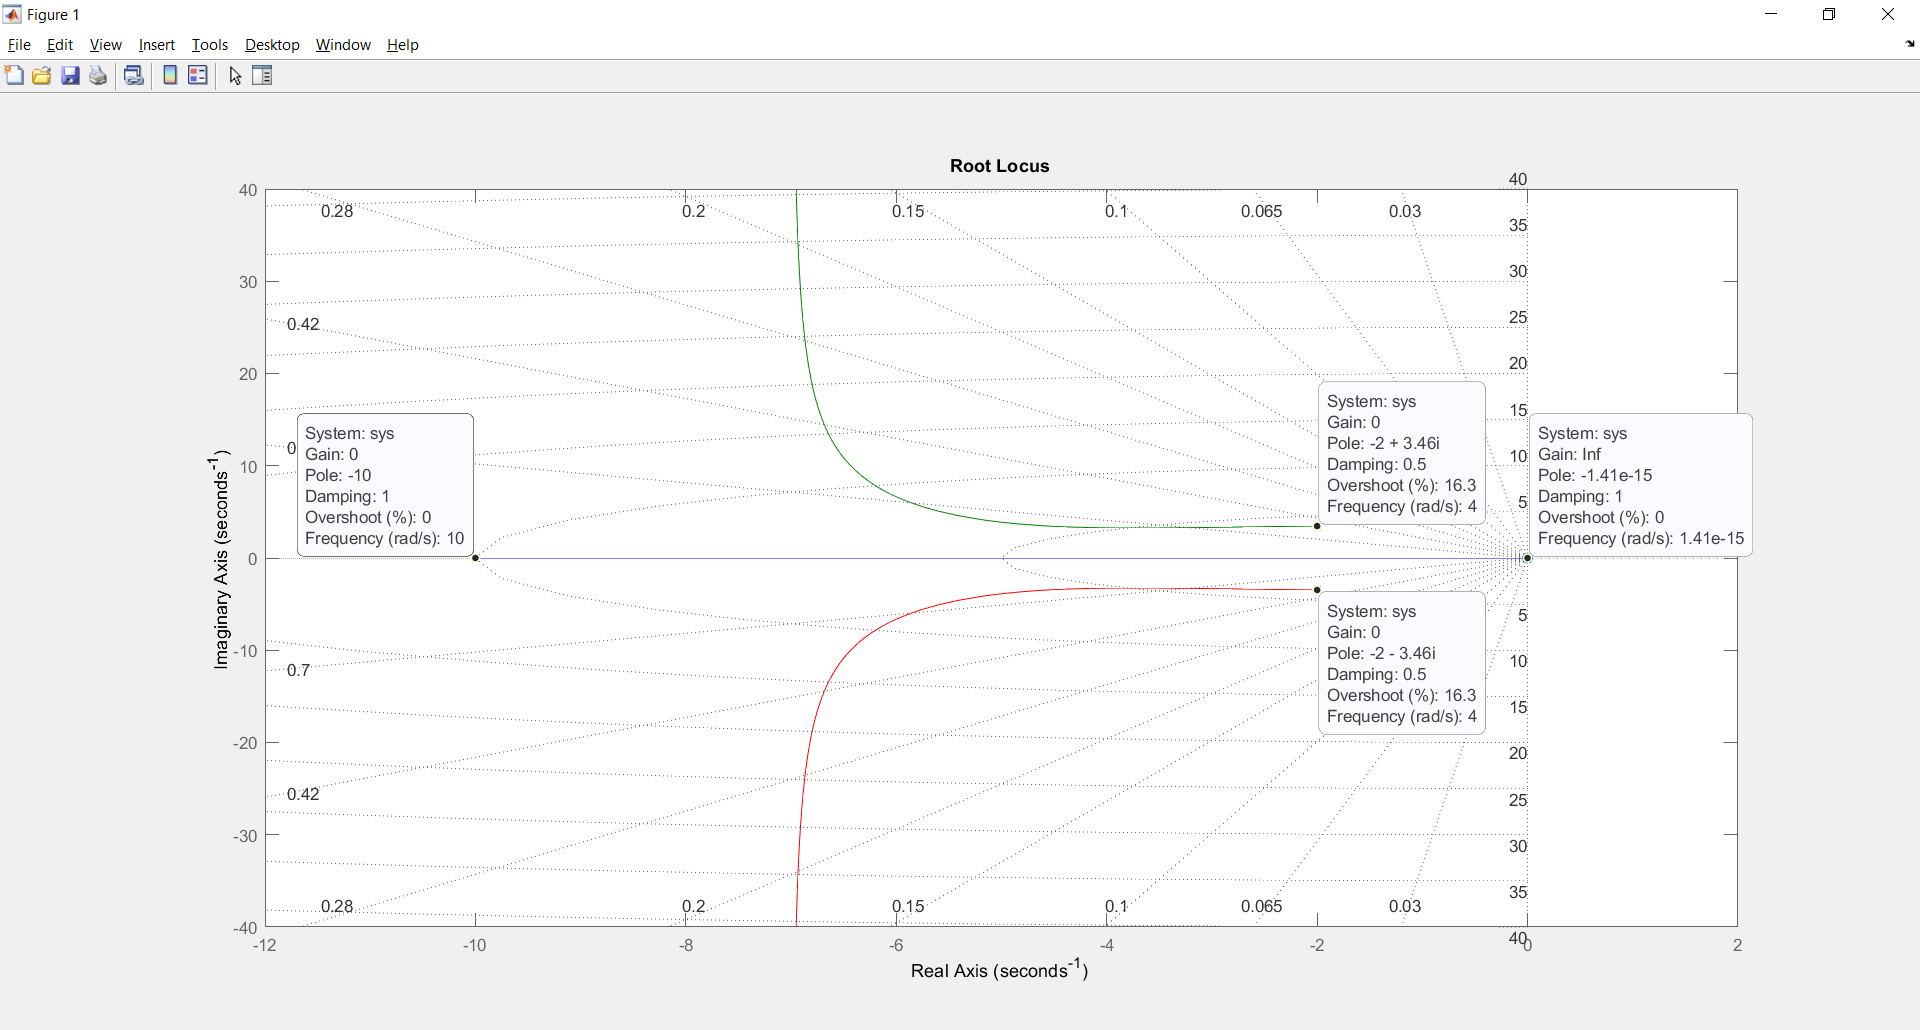 Figure 1
File Edit View Insert Tools Desktop Window Help
Root Locus
40
40
0.28 0.2 0.15 0.1 0.065 0.03
35
30
30
0.42
25
20
20
System: sys
Gain: 0
Pole: -2 + 3.46i
Damping: 0.5
Overshoot (%): 16.3
Frequency (rad/s): 4
15
System: sys
Gain: 0
Pole: -10
Damping: 1
Overshoot (%): 0
Frequency (rad/s): 10
System: sys
Gain: Inf
Pole: -1.41e-15
Damping: 1
Overshoot (%): 0
Frequency (rad/s): 1.41e-15
0
10
10
5
0
Imaginary Axis (seconds-1)
System: sys
Gain: 0
Pole: -2 - 3.46i
Damping: 0.5
Overshoot (%): 16.3
Frequency (rad/s): 4
5
-10
10
0.7
15
-20
20
0.42
25
-30
30
35
0.28 0.2 0.15 0.1 0.065 0.03
-40
40
-12 -10 -8 -6 -4 -2 0 2
Real Axis (seconds-1)